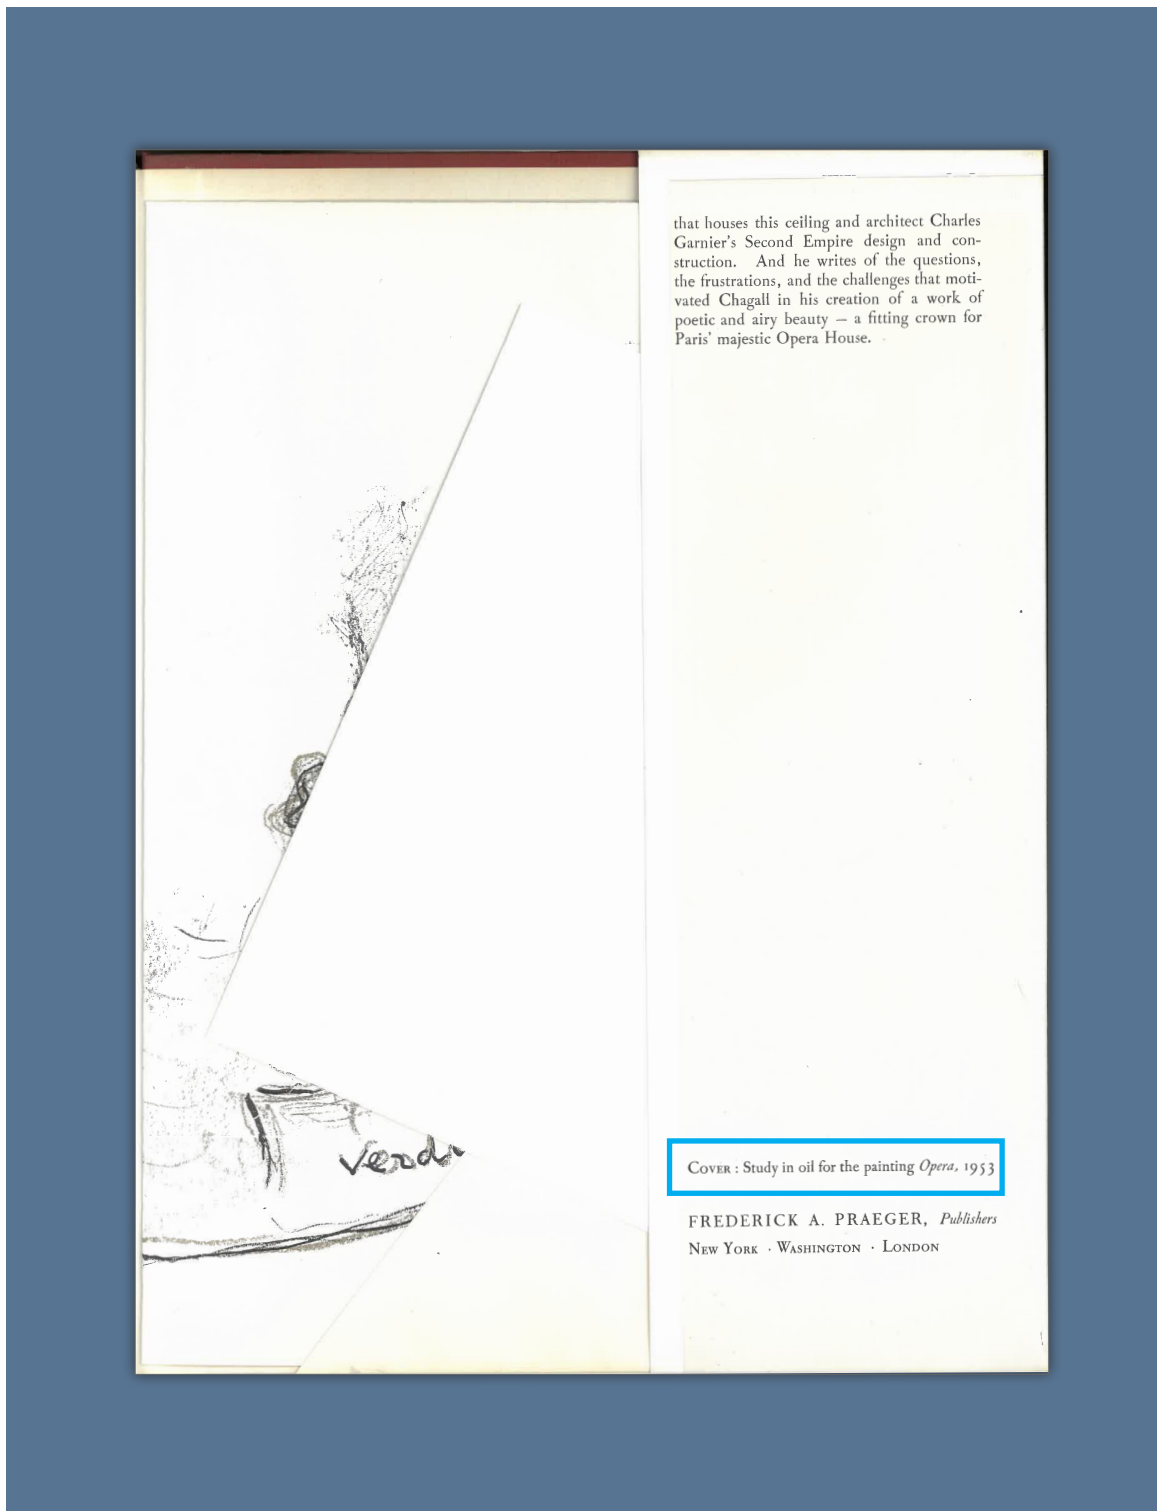 that houses this ceiling and architect Charles
Garnier's Second Empire design and con-
struction. And he writes of the questions,
the frustrations, and the challenges that moti-
vated Chagall in his creation of a work of
poetic and airy beauty — a fitting crown for
Paris' majestic Opera House.
COVER : Study in oil for the painting Opera, 1953
FREDERICK A. PRAEGER, Publishers
NEW YORK · WASHINGTON · LONDON